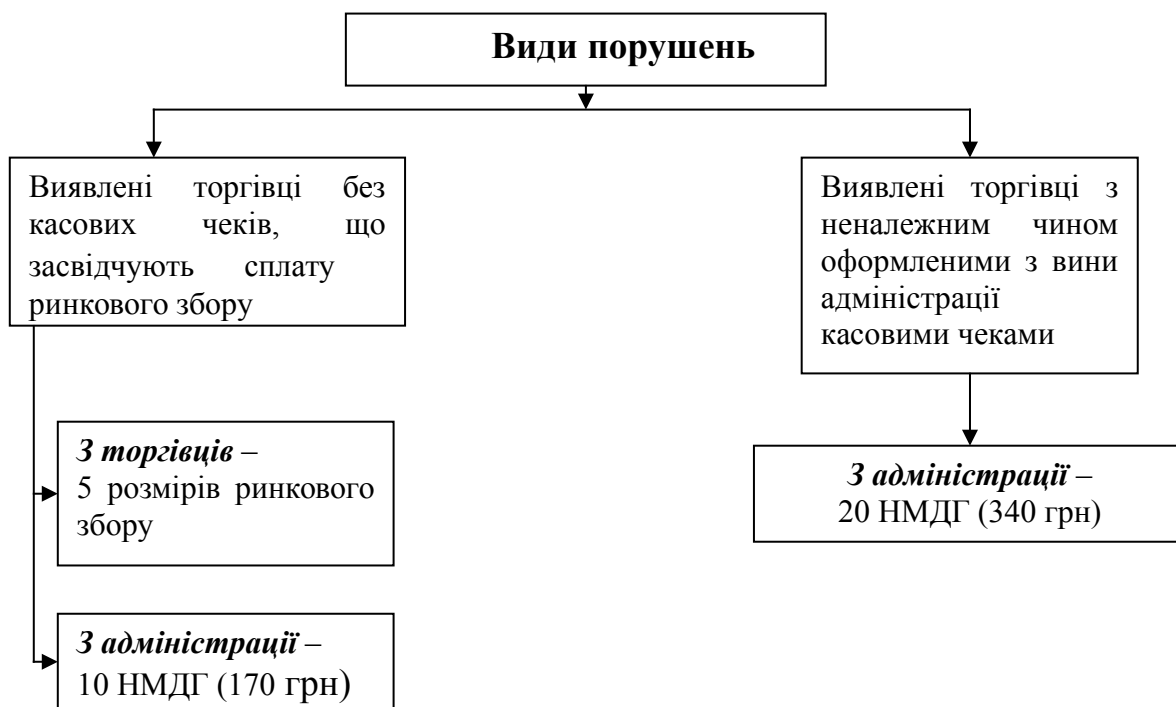 Види порушень
Виявлені торгівці без
касових чеків, що
засвідчують сплату
ринкового збору
Виявлені торгівці з
неналежним чином
оформленими з вини
адміністрації
касовими чеками
З торгівців –
5 розмірів ринкового
збору
З адміністрації –
20 НМДГ (340 грн)
З адміністрації –
10 НМДГ (170 грн)